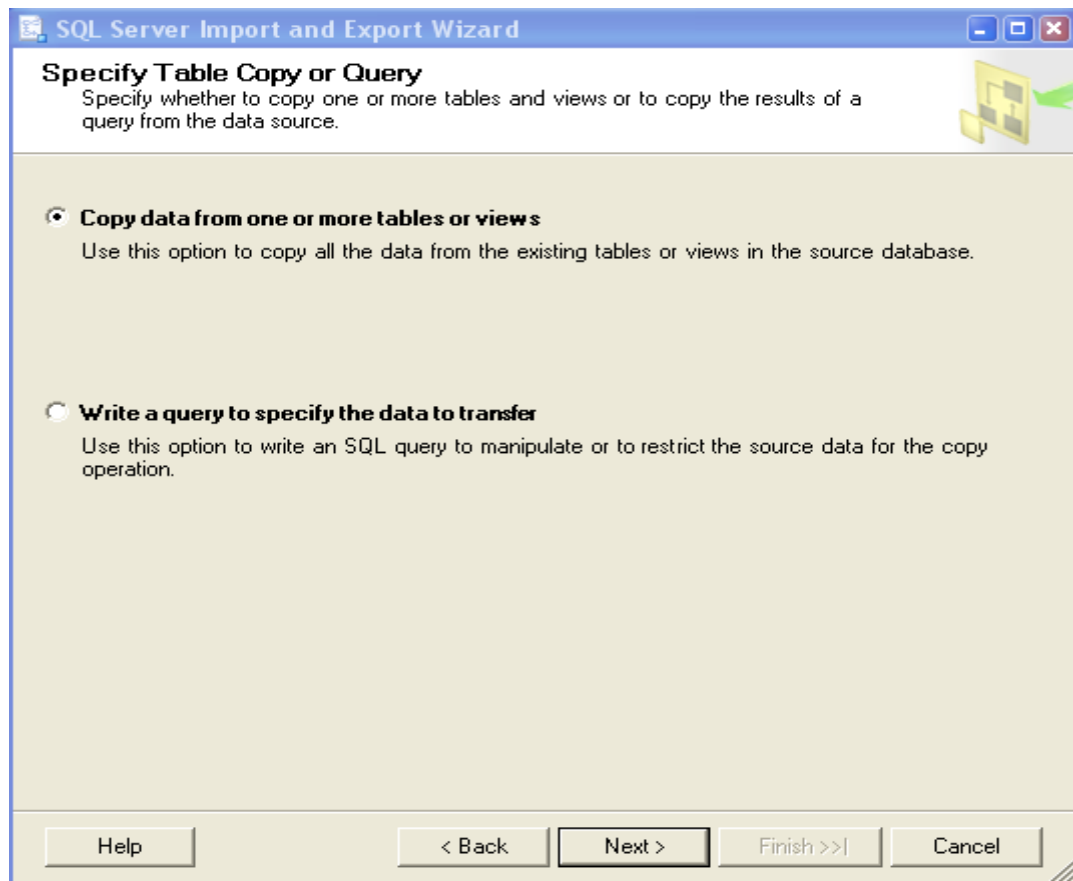 SQL Server Import and Export Wizard
Specify Table Copy or Query
Specify whether to copy one or more tables and views or to copy the results of a
query from the data source.
Copy data from one or more tables or views
Use this option to copy all the data from the existing tables or views in the source database.
Write a query to specify the data to transfer
Use this option to write an SQL query to manipulate or to restrict the source data for the copy
operation.
Help < Back Next > Finish >>| Cancel